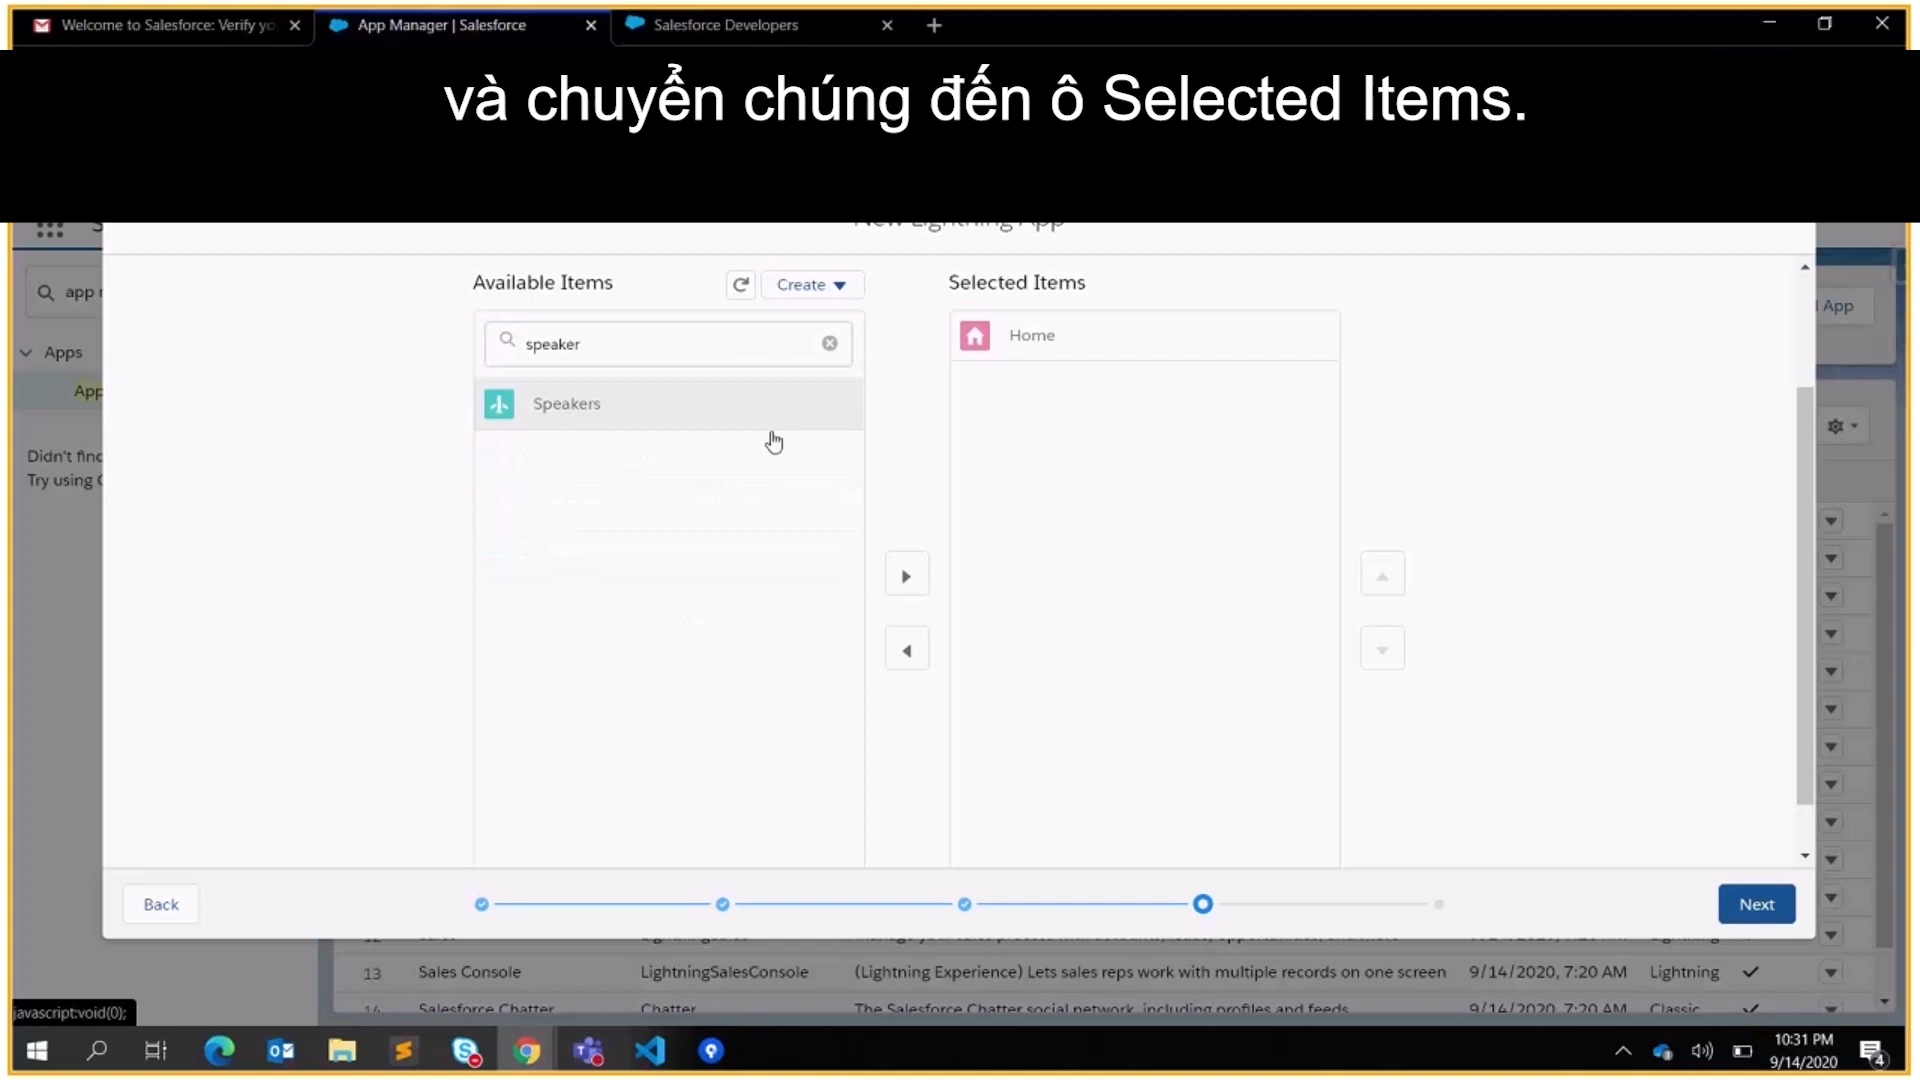 Welcome to Salesforce: Verify yo
App Manager | Salesforce
Salesforce Developers
và chuyển chúng đến ô Selected Items.
New Lightning App
app
Apps
App
Didn't find
Try using
App
Available Items
Create
Selected Items
speaker
Home
Speakers
Back
Next
13 Sales Console LightningSalesConsole (Lightning Experience) Lets sales reps work with multiple records on one screen 9/14/2020, 7:20 AM Lightning
14 Salesforce Chatter Chatter The Salesforce Chatter social network, including profiles and feeds 9/14/2020, 7:20 AM Classic
javascript:void(0);
10:31 PM
9/14/2020
4